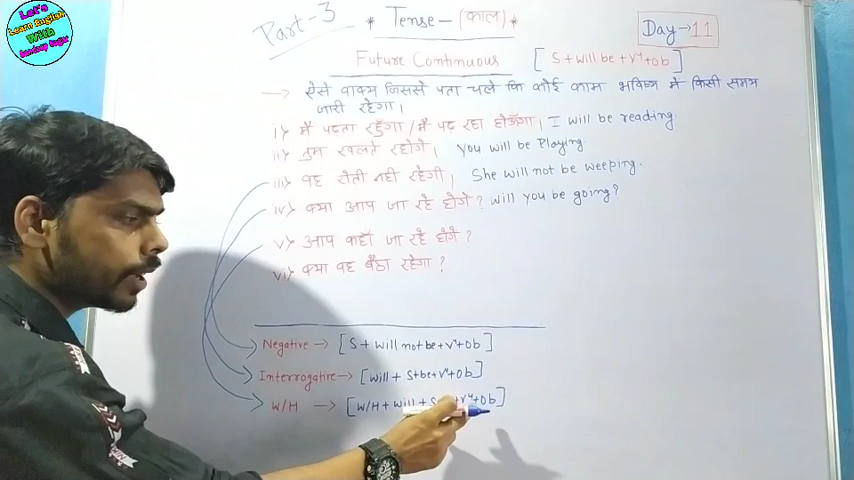 Let's
Learn English
With
Sandeep Sagar
Part-3
* Tense-(काल)*
Day→11
Future Continuous [S+will be+V⁴+Ob]
→ ऐसे वाक्य जिससे पता चले कि कोई काम भविष्य में किसी समय
जारी रहेगा।
i) मैं पढ़ता रहूँगा/मैं पढ़ रहा होऊँगा। I will be reading
ii) तुम खेलते रहोगे। You will be Playing
iii) वह रोती नहीं रहेगी। She will not be weeping.
iv) क्या आप जा रहे होगे? Will you be going?
v) आप कहाँ जा रहे होंगे?
vi) क्या वह बैठा रहेगा?
Negative → [S+will not be+V⁴+Ob]
Interrogative→ [Will + S+be+V⁴+Ob]
W/H → [W/H+will+S V⁴+Ob]